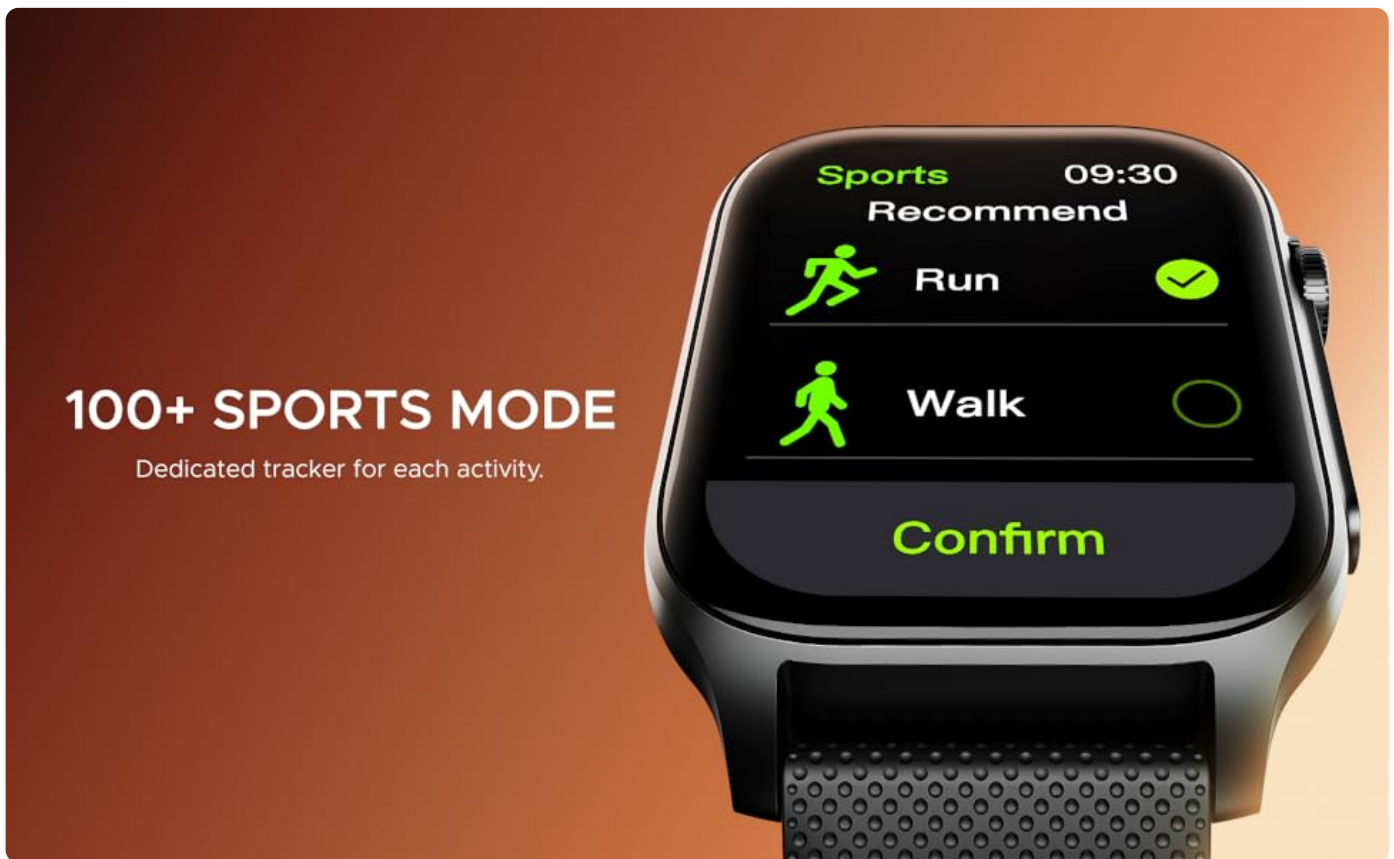 100+ SPORTS MODE
Dedicated tracker for each activity.
Sports 09:30
Recommend
Run
Walk
Confirm